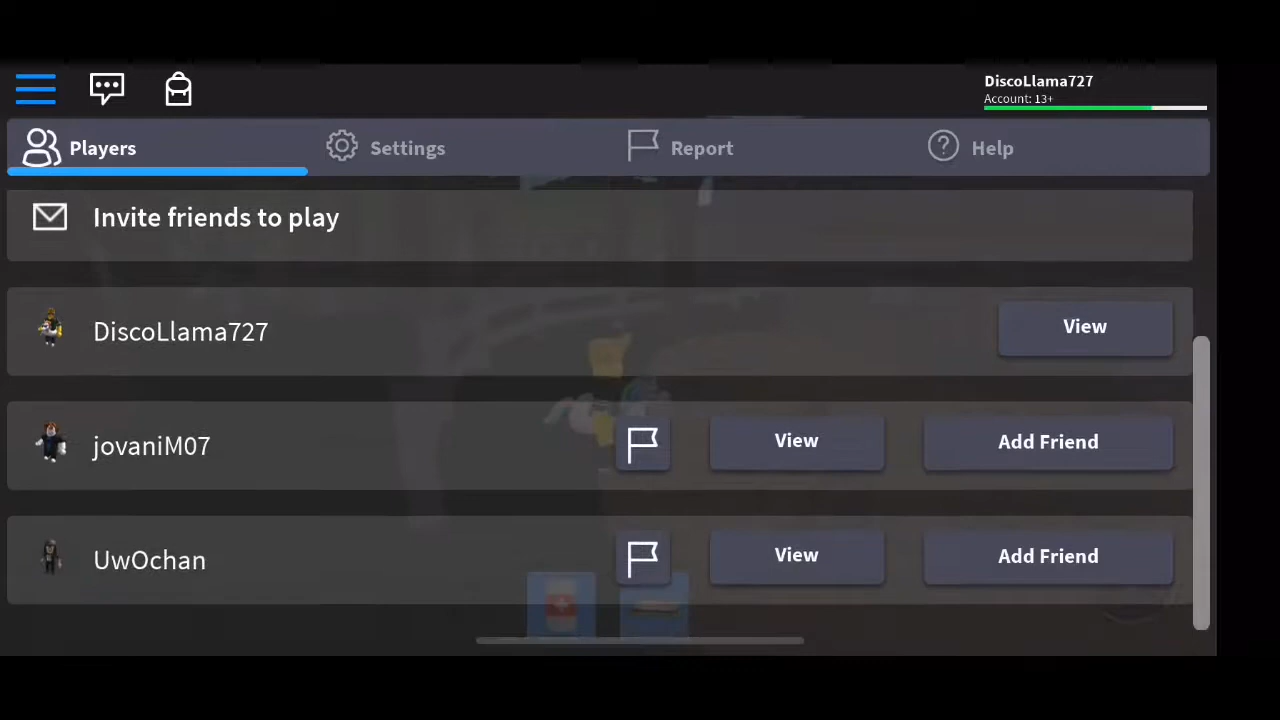 DiscoLlama727
Account: 13+
Players
Settings
Report
Help
Invite friends to play
DiscoLlama727
View
jovaniM07
View
Add Friend
UwOchan
View
Add Friend